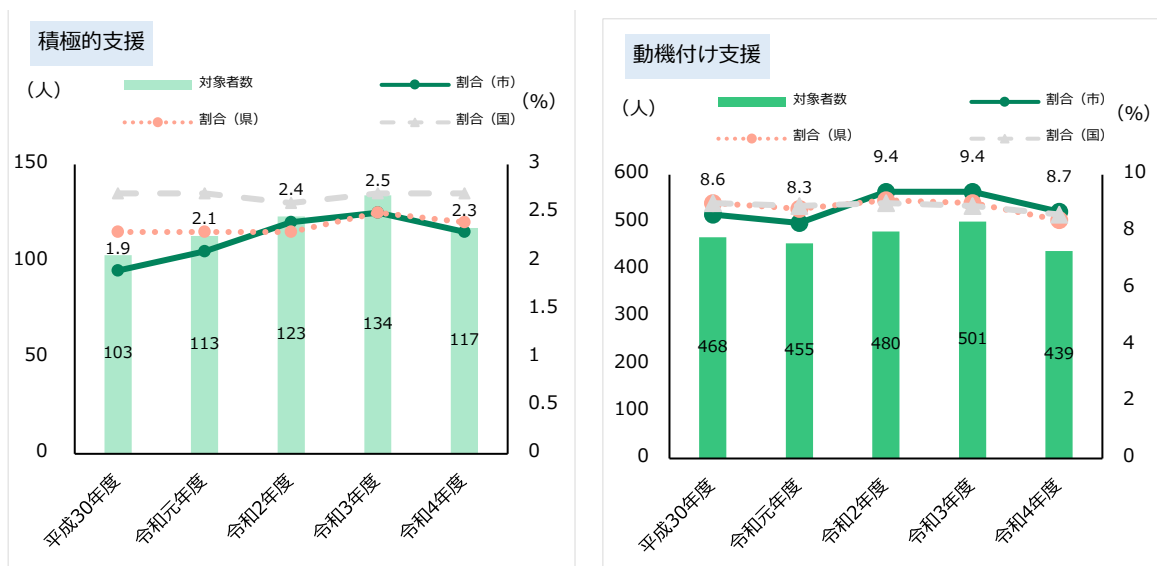 積極的支援
(人)
対象者数
割合（市）
(%)
割合（県）
割合（国）
150
100
50
0
3
2.5
2
1.5
1
0.5
0
1.9
2.1
2.4
2.5
2.3
103
113
123
134
117
平成30年度
令和元年度
令和2年度
令和3年度
令和4年度
動機付け支援
(人)
対象者数
割合（市）
(%)
割合（県）
割合（国）
600
500
400
300
200
100
0
10
8
6
4
2
0
8.6
8.3
9.4
9.4
8.7
468
455
480
501
439
平成30年度
令和元年度
令和2年度
令和3年度
令和4年度